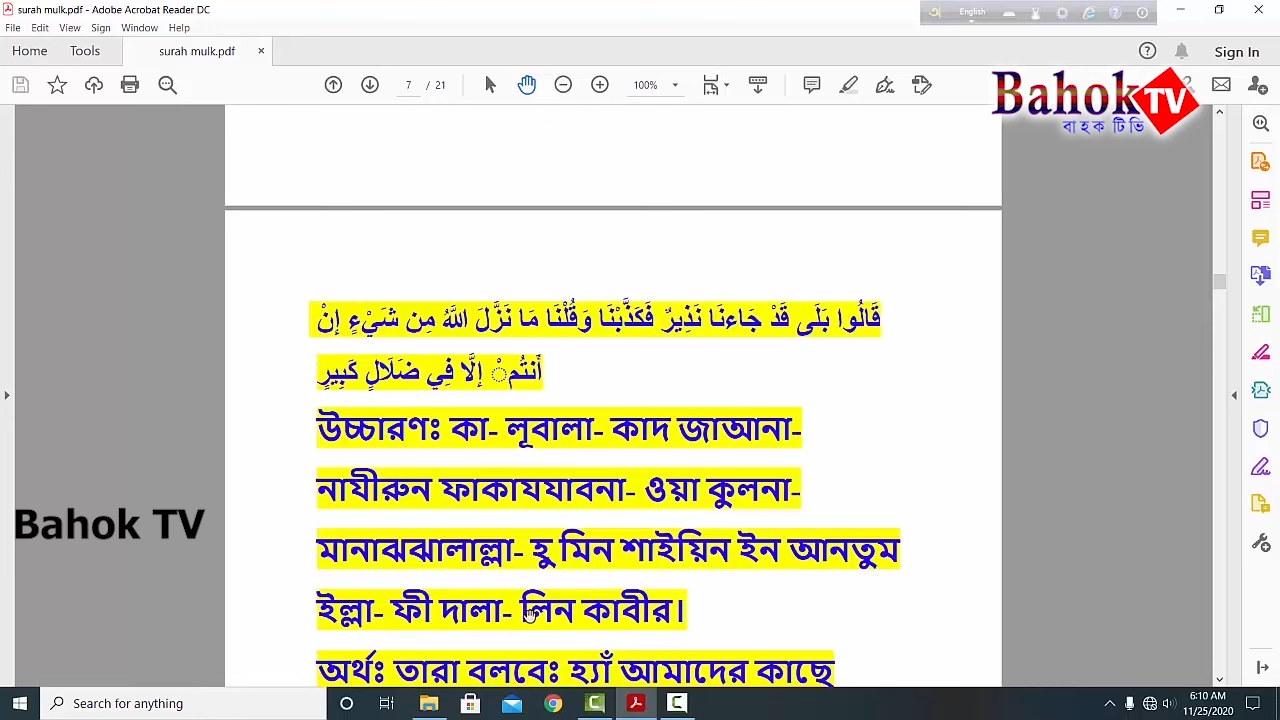 surah mulk.pdf - Adobe Acrobat Reader DC
English
File Edit View Sign Window Help
Home Tools surah mulk.pdf × Sign In
7 / 21 100%
Bahok TV
বাহক টিভি
قَالُوا بَلَى قَدْ جَاءنَا نَذِيرٌ فَكَذَّبْنَا وَقُلْنَا مَا نَزَّلَ اللَّهُ مِن شَيْءٍ إِنْ
أَنتُمْ إِلَّا فِي ضَلَالٍ كَبِيرٍ
উচ্চারণঃ কা- লূবালা- কাদ জাআনা-
নাযীরুন ফাকাযযাবনা- ওয়া কুলনা-
মানাঝঝালাল্লা- হু মিন শাইয়িন ইন আনতুম
ইল্লা- ফী দালা- লিন কাবীর।
অর্থঃ তারা বলবেঃ হ্যাঁ আমাদের কাছে
Bahok TV
Search for anything
6:10 AM
11/25/2020